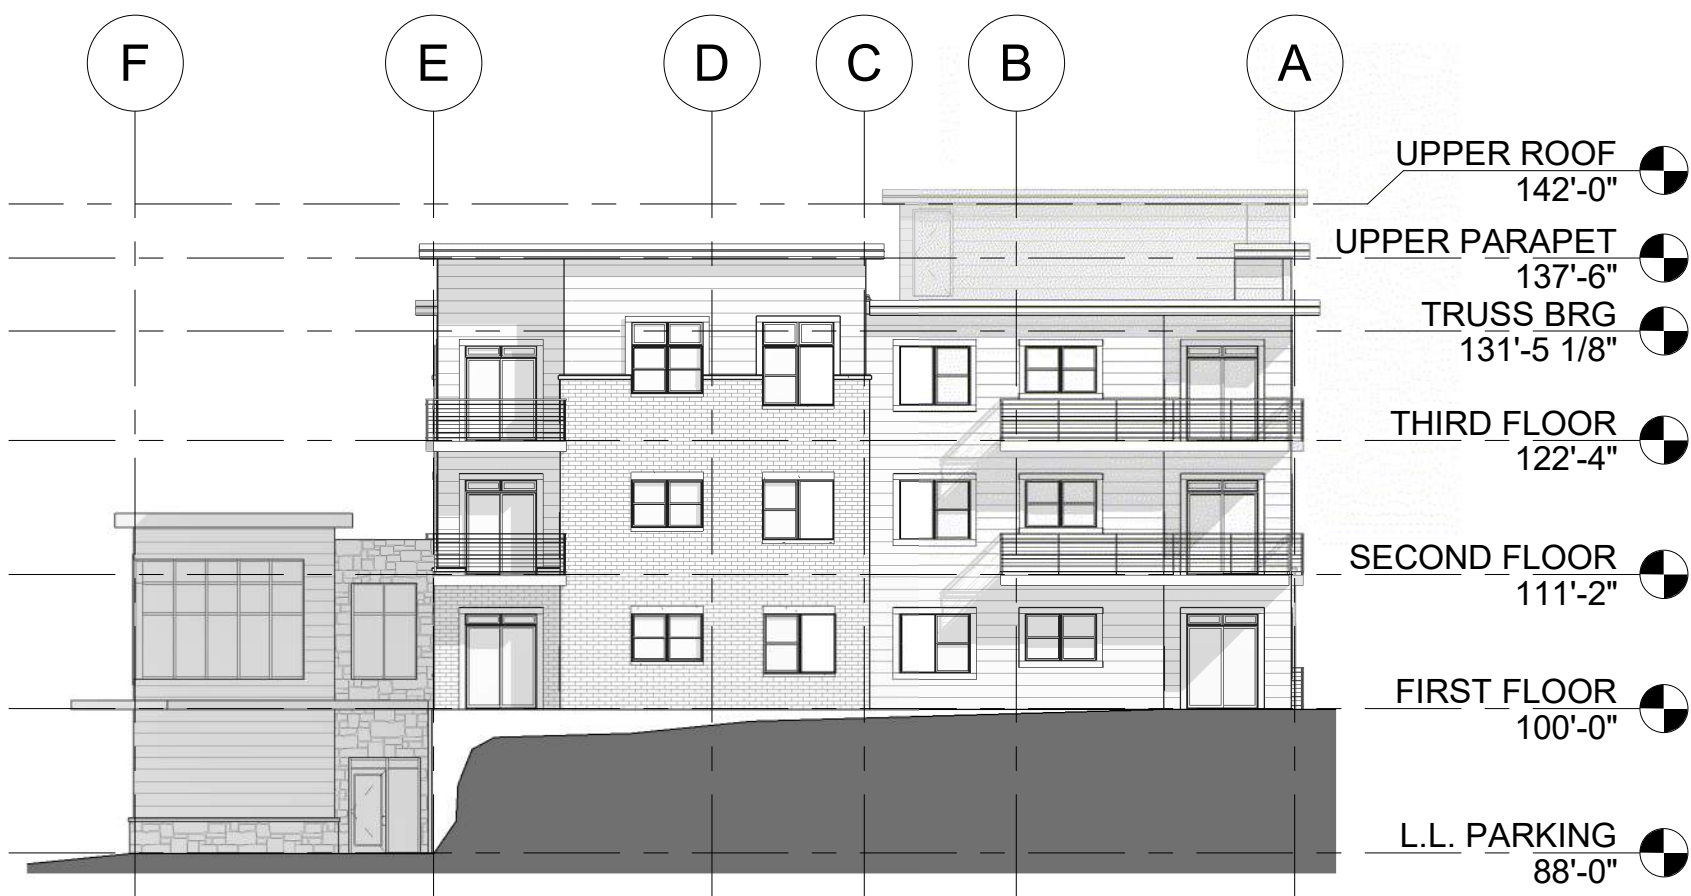 F E D C B A
UPPER ROOF
142'-0"
UPPER PARAPET
137'-6"
TRUSS BRG
131'-5 1/8"
THIRD FLOOR
122'-4"
SECOND FLOOR
111'-2"
FIRST FLOOR
100'-0"
L.L. PARKING
88'-0"